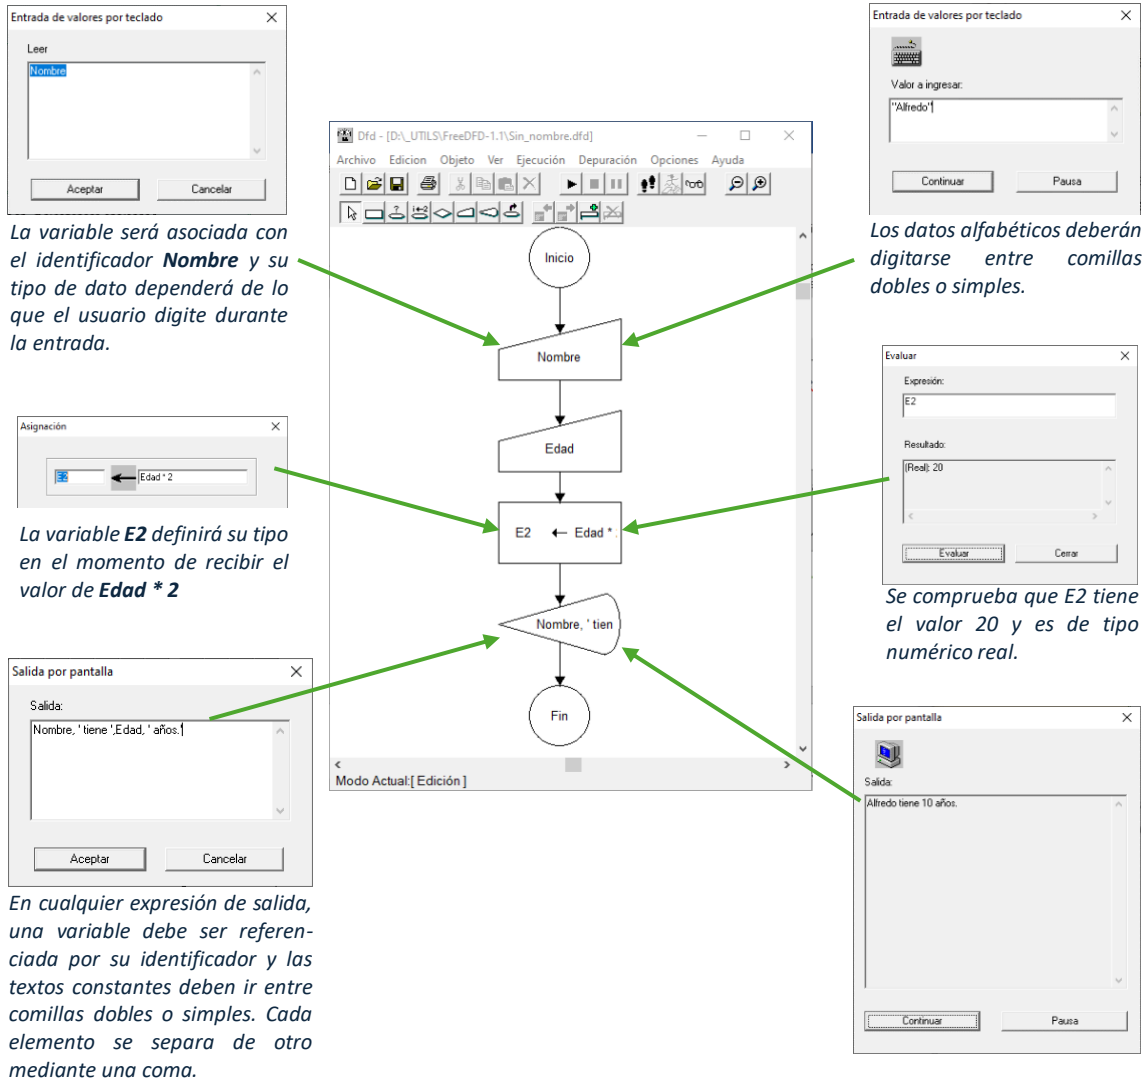 Entrada de valores por teclado
Leer
Nombre
Aceptar Cancelar
La variable será asociada con
el identificador Nombre y su
tipo de dato dependerá de lo
que el usuario digite durante
la entrada.
Asignación
E2 Edad * 2
La variable E2 definirá su tipo
en el momento de recibir el
valor de Edad * 2
Salida por pantalla
Salida:
Nombre, ' tiene ',Edad, ' años.'
Aceptar Cancelar
En cualquier expresión de salida,
una variable debe ser referen-
ciada por su identificador y las
textos constantes deben ir entre
comillas dobles o simples. Cada
elemento se separa de otro
mediante una coma.
Dfd - [D:\_UTILS\FreeDFD-1.1\Sin_nombre.dfd]
Archivo Edicion Objeto Ver Ejecución Depuración Opciones Ayuda
Inicio
Nombre
Edad
E2 ← Edad *
Nombre, ' tien
Fin
Modo Actual:[ Edición ]
Entrada de valores por teclado
Valor a ingresar:
"Alfredo"
Continuar Pausa
Los datos alfabéticos deberán
digitarse entre comillas
dobles o simples.
Evaluar
Expresión:
E2
Resultado:
(Real): 20
Evaluar Cerrar
Se comprueba que E2 tiene
el valor 20 y es de tipo
numérico real.
Salida por pantalla
Salida:
Alfredo tiene 10 años.
Continuar Pausa